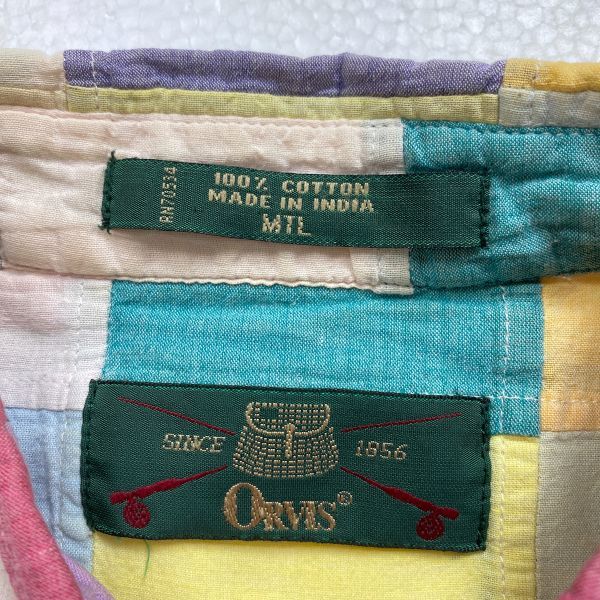 RN70534
100% COTTON
MADE IN INDIA
MTL
SINCE 1856
ORVIS®